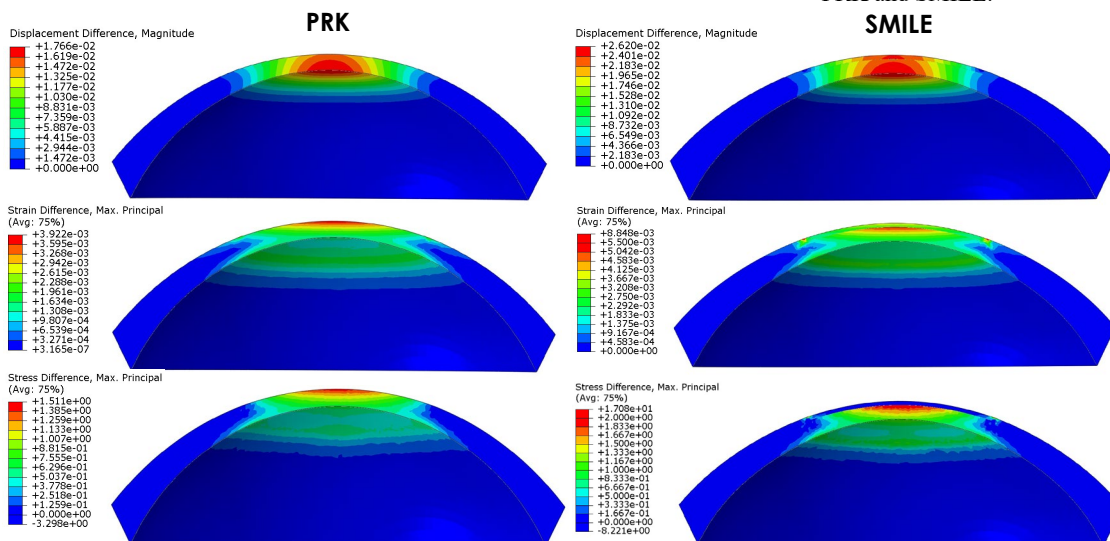 PRK
Displacement Difference, Magnitude
+1.766e-02
+1.619e-02
+1.472e-02
+1.325e-02
+1.177e-02
+1.030e-02
+8.831e-03
+7.359e-03
+5.887e-03
+4.415e-03
+2.944e-03
+1.472e-03
+0.000e+00
Strain Difference, Max. Principal
(Avg: 75%)
+3.922e-03
+3.595e-03
+3.268e-03
+2.942e-03
+2.615e-03
+2.288e-03
+1.961e-03
+1.634e-03
+1.308e-03
+9.807e-04
+6.539e-04
+3.271e-04
+3.165e-07
Stress Difference, Max. Principal
(Avg: 75%)
+1.511e+00
+1.385e+00
+1.259e+00
+1.133e+00
+1.007e+00
+8.815e-01
+7.555e-01
+6.296e-01
+5.037e-01
+3.778e-01
+2.518e-01
+1.259e-01
+0.000e+00
-3.298e+00
SMILE
Displacement Difference, Magnitude
+2.620e-02
+2.401e-02
+2.183e-02
+1.965e-02
+1.746e-02
+1.528e-02
+1.310e-02
+1.092e-02
+8.732e-03
+6.549e-03
+4.366e-03
+2.183e-03
+0.000e+00
Strain Difference, Max. Principal
(Avg: 75%)
+8.848e-03
+5.500e-03
+5.042e-03
+4.583e-03
+4.125e-03
+3.667e-03
+3.208e-03
+2.750e-03
+2.292e-03
+1.833e-03
+1.375e-03
+9.167e-04
+4.583e-04
+0.000e+00
Stress Difference, Max. Principal
(Avg: 75%)
+1.708e+01
+2.000e+00
+1.833e+00
+1.667e+00
+1.500e+00
+1.333e+00
+1.167e+00
+1.000e+00
+8.333e-01
+6.667e-01
+5.000e-01
+3.333e-01
+1.667e-01
+0.000e+00
-8.221e+00